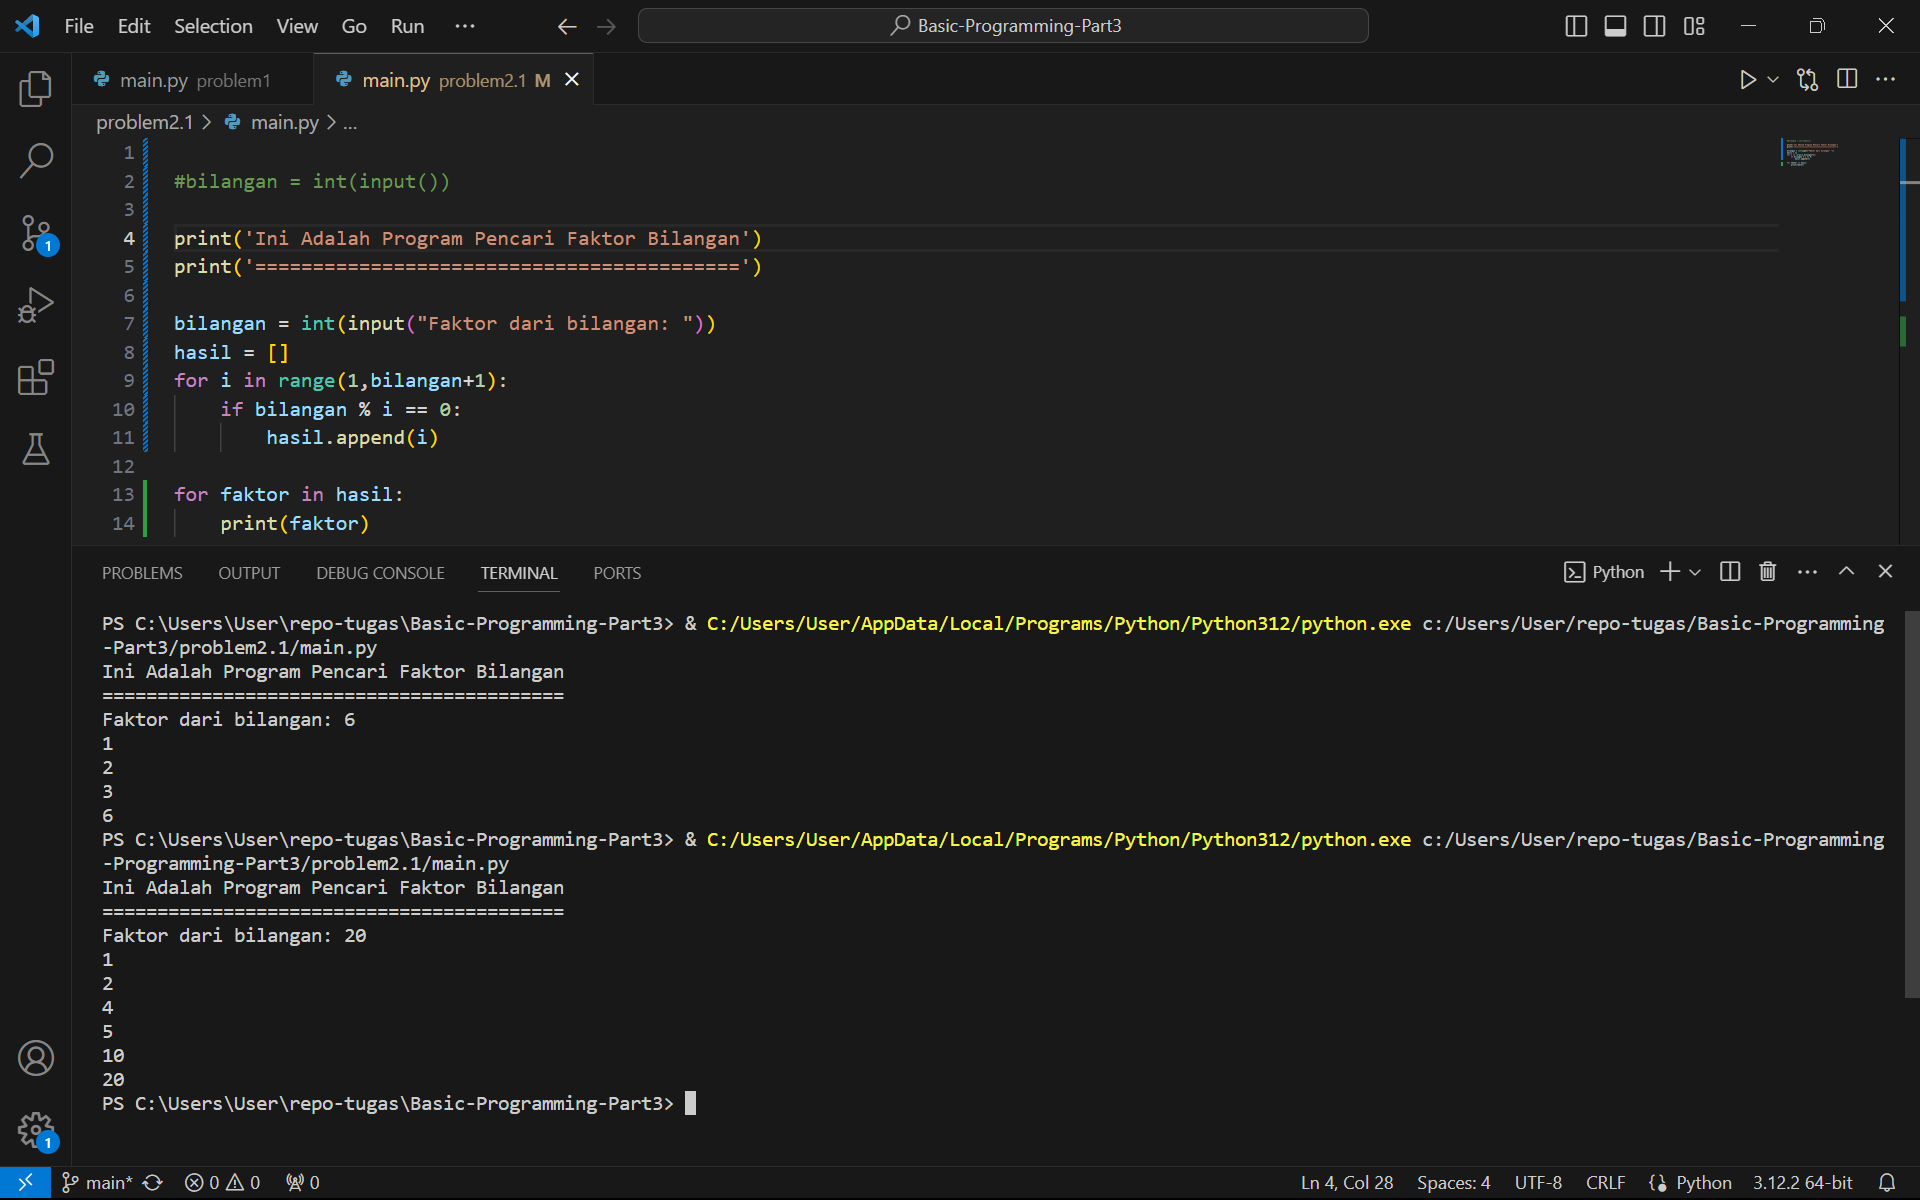 File Edit Selection View Go Run ··· Basic-Programming-Part3
main.py problem1 main.py problem2.1 M
problem2.1 > main.py > ...
1
2 #bilangan = int(input())
3
4 print('Ini Adalah Program Pencari Faktor Bilangan')
5 print('==========================================')
6
7 bilangan = int(input("Faktor dari bilangan: "))
8 hasil = []
9 for i in range(1,bilangan+1):
10 if bilangan % i == 0:
11 hasil.append(i)
12
13 for faktor in hasil:
14 print(faktor)
PROBLEMS OUTPUT DEBUG CONSOLE TERMINAL PORTS Python
PS C:\Users\User\repo-tugas\Basic-Programming-Part3> & C:/Users/User/AppData/Local/Programs/Python/Python312/python.exe c:/Users/User/repo-tugas/Basic-Programming
-Part3/problem2.1/main.py
Ini Adalah Program Pencari Faktor Bilangan
==========================================
Faktor dari bilangan: 6
1
2
3
6
PS C:\Users\User\repo-tugas\Basic-Programming-Part3> & C:/Users/User/AppData/Local/Programs/Python/Python312/python.exe c:/Users/User/repo-tugas/Basic-Programming
-Programming-Part3/problem2.1/main.py
Ini Adalah Program Pencari Faktor Bilangan
==========================================
Faktor dari bilangan: 20
1
2
4
5
10
20
PS C:\Users\User\repo-tugas\Basic-Programming-Part3>
1
1
main* 0 0 0 Ln 4, Col 28 Spaces: 4 UTF-8 CRLF Python 3.12.2 64-bit